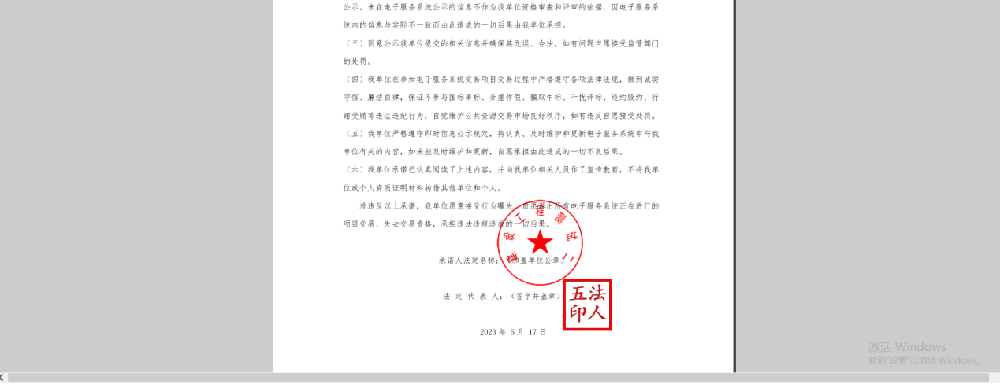 公示，未在电子服务系统公示的信息不作为我单位资格审查和评审的依据，因电子服务系
统内的信息与实际不一致而由此造成的一切后果由我单位承担。
（三）同意公示我单位提交的相关信息并确保其无误、合法，如有问题自愿接受监管部门
的处罚。
（四）我单位在参加电子服务系统交易项目交易过程中严格遵守各项法律法规，做到诚实
守信、廉洁自律，保证不参与围标串标、弄虚作假、骗取中标、干扰评标、违约毁约、行
贿受贿等违法违纪行为，自觉维护公共资源交易市场良好秩序，如有违反自愿接受处罚。
（五）我单位严格遵守即时信息公示规定，将认真、及时维护和更新电子服务系统中与我
单位有关的内容，如未能及时维护和更新，自愿承担由此造成的一切不良后果。
（六）我单位承诺已认真阅读了上述内容，并向我单位相关人员作了宣传教育，不将我单
位或个人资质证明材料转借其他单位和个人。
若违反以上承诺，我单位愿意接受行为曝光，自愿退出所有电子服务系统正在进行的
项目交易、失去交易资格，承担违法违规造成的一切后果。
建设工程测试一
承诺人法定名称：（加盖单位公章）
法 定 代 表 人：（签字并盖章）
五法
印人
2023 年 5 月 17 日
激活 Windows
转到"设置"以激活 Windows。